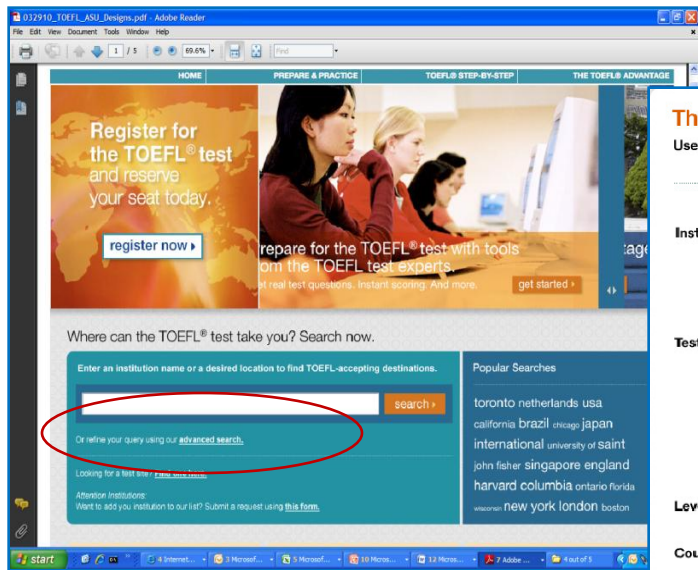 032910_TOEFL_ASU_Designs.pdf - Adobe Reader
File Edit View Document Tools Window Help
1 / 5 69.6% Find
HOME PREPARE & PRACTICE TOEFL® STEP-BY-STEP THE TOEFL® ADVANTAGE
Register for
the TOEFL® test
and reserve
your seat today.
register now
repare for the TOEFL® test with tools
om the TOEFL test experts.
et real test questions. Instant scoring. And more.
get started
Where can the TOEFL® test take you? Search now.
Enter an institution name or a desired location to find TOEFL-accepting destinations.
search
Or refine your query using our advanced search.
Looking for a test site?
Attention Institutions:
Want to add you institution to our list? Submit a request using this form.
Popular Searches
toronto netherlands usa
california brazil chicago japan
international university of saint
john fisher singapore england
harvard columbia ontario florida
wisconsin new york london boston
Th
Use
Inst
tag
Test
Leve
Cou
start
4 Internet...
3 Microsof...
5 Microsof...
10 Micros...
12 Micros...
7 Adobe ...
4 out of 5